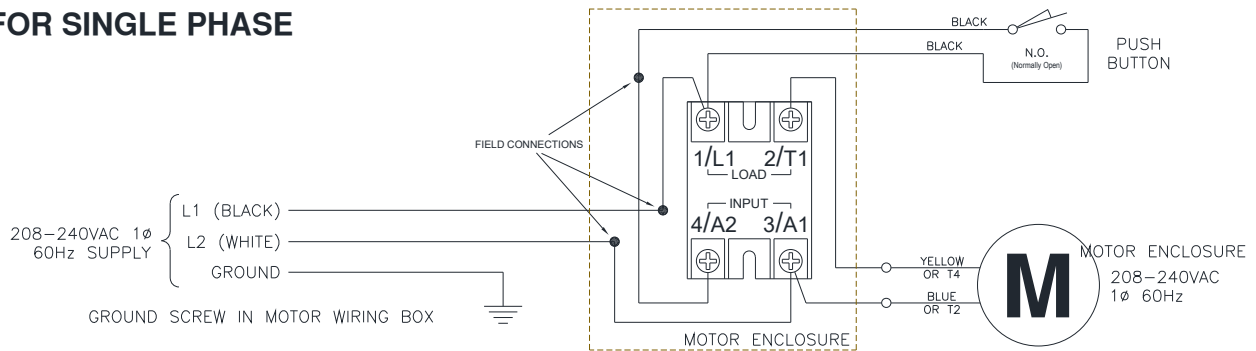 FOR SINGLE PHASE
BLACK
BLACK
N.O.
(Normally Open)
PUSH
BUTTON
FIELD CONNECTIONS
1/L1 2/T1
LOAD
INPUT
4/A2 3/A1
208-240VAC 1ø
60Hz SUPPLY
L1 (BLACK)
L2 (WHITE)
GROUND
GROUND SCREW IN MOTOR WIRING BOX
YELLOW
OR T4
BLUE
OR T2
M
MOTOR ENCLOSURE
208-240VAC
1ø 60Hz
MOTOR ENCLOSURE